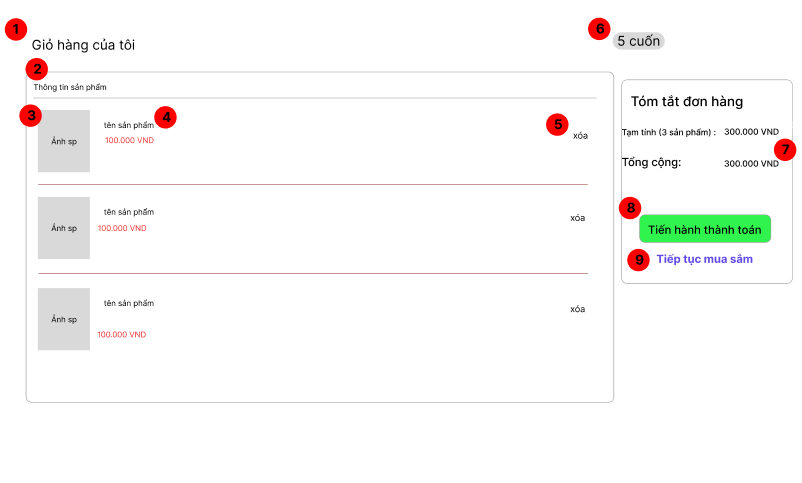 1
Giỏ hàng của tôi
6
5 cuốn
2
Thông tin sản phẩm
3
Ảnh sp
tên sản phẩm
4
100.000 VND
5
xóa
Ảnh sp
tên sản phẩm
100.000 VND
xóa
Ảnh sp
tên sản phẩm
100.000 VND
xóa
Tóm tắt đơn hàng
Tạm tính (3 sản phẩm) : 300.000 VND
7
Tổng cộng: 300.000 VND
8
Tiến hành thành toán
9
Tiếp tục mua sắm